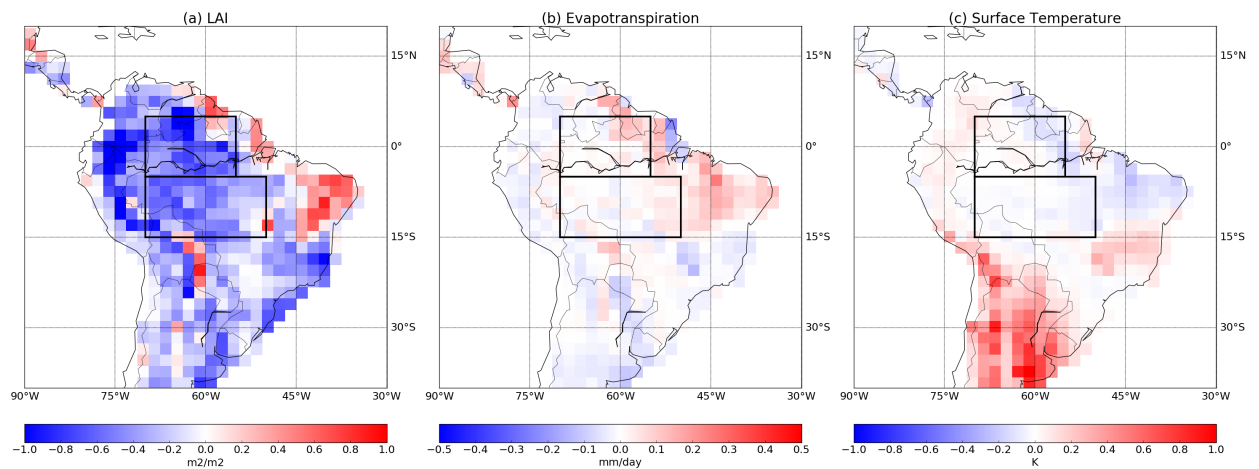 (a) LAI
(b) Evapotranspiration
(c) Surface Temperature
15°N
0°
15°S
30°S
90°W 75°W 60°W 45°W 30°W
15°N
0°
15°S
30°S
90°W 75°W 60°W 45°W 30°W
15°N
0°
15°S
30°S
90°W 75°W 60°W 45°W 30°W
−1.0 −0.8 −0.6 −0.4 −0.2 0.0 0.2 0.4 0.6 0.8 1.0
m2/m2
−0.5 −0.4 −0.3 −0.2 −0.1 0.0 0.1 0.2 0.3 0.4 0.5
mm/day
−1.0 −0.8 −0.6 −0.4 −0.2 0.0 0.2 0.4 0.6 0.8 1.0
K